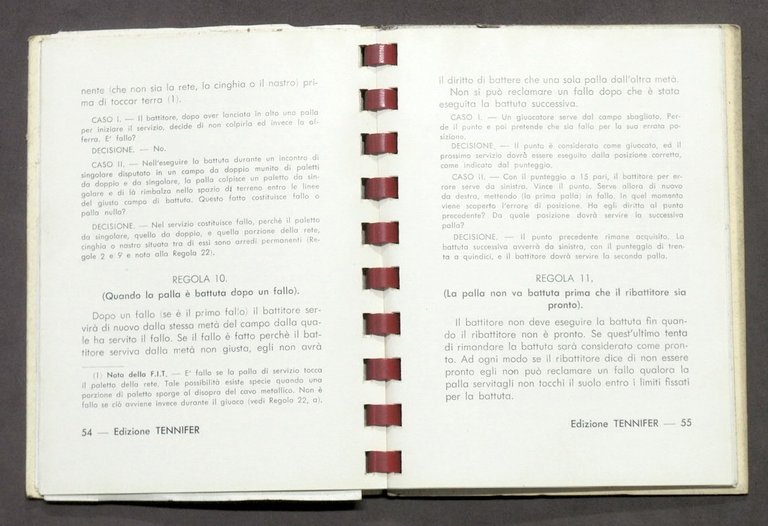 nente (che non sia la rete, la cinghia o il nastro) pri-
ma di toccar terra (1).
CASO I. — Il battitore, dopo aver lanciata in alto una palla
per iniziare il servizio, decide di non colpirla ed invece la af-
ferra. E' fallo?
DECISIONE. — No.
CASO II. — Nell'eseguire la battuta durante un incontro di
singolare disputato in un campo da doppio munito di paletti
da doppio e da singolare, la palla colpisce un paletto da sin-
golare e di là rimbalza nello spazio di terreno entro le linee
del giusto campo di battuta. Questo fatto costituisce fallo o
palla nulla?
DECISIONE. — Nel servizio costituisce fallo, perchè il paletto
da singolare, quello da doppio, e quella porzione della rete,
cinghia o nastro situata tra di essi sono arredi permanenti (Re-
gole 2 e 9 e nota alla Regola 22).
REGOLA 10.
(Quando la palla è battuta dopo un fallo).
Dopo un fallo (se è il primo fallo) il battitore ser-
virà di nuovo dalla stessa metà del campo dalla qua-
le ha servito il fallo. Se il fallo è fatto perchè il bat-
titore serviva dalla metà non giusta, egli non avrà
(1) Nota della F.I.T. — E' fallo se la palla di servizio tocca
il paletto della rete. Tale possibilità esiste specie quando una
porzione di paletto sporge al disopra del cavo metallico. Non è
fallo se ciò avviene invece durante il giuoco (vedi Regola 22, a).
54 — Edizione TENNIFER
il diritto di battere che una sola palla dall'altra metà.
Non si può reclamare un fallo dopo che è stata
eseguita la battuta successiva.
CASO I. — Un giuocatore serve dal campo sbagliato. Per-
de il punto e poi pretende che sia fallo per la sua errata po-
sizione.
DECISIONE. — Il punto è considerato come giuocato, ed il
prossimo servizio dovrà essere eseguito dalla posizione corretta,
come indicato dal punteggio.
CASO II. — Con il punteggio a 15 pari, il battitore per er-
rore serve da sinistra. Vince il punto. Serve allora di nuovo
da destra, mettendo (la prima palla) in fallo. In quel momento
viene scoperto l'errore di posizione. Ha egli diritto al punto
precedente? Da quale posizione dovrà servire la successiva
palla?
DECISIONE. — Il punto precedente rimane acquisito. La
battuta successiva avverrà da sinistra, con il punteggio di tren-
ta a quindici, e il battitore dovrà servire la seconda palla.
REGOLA 11.
(La palla non va battuta prima che il ribattitore sia
pronto).
Il battitore non deve eseguire la battuta fin quan-
do il ribattitore non è pronto. Se quest'ultimo tenta
di rimandare la battuta sarà considerato come pron-
to. Ad ogni modo se il ribattitore dice di non essere
pronto egli non può reclamare un fallo qualora la
palla servitagli non tocchi il suolo entro i limiti fissati
per la battuta.
Edizione TENNIFER — 55